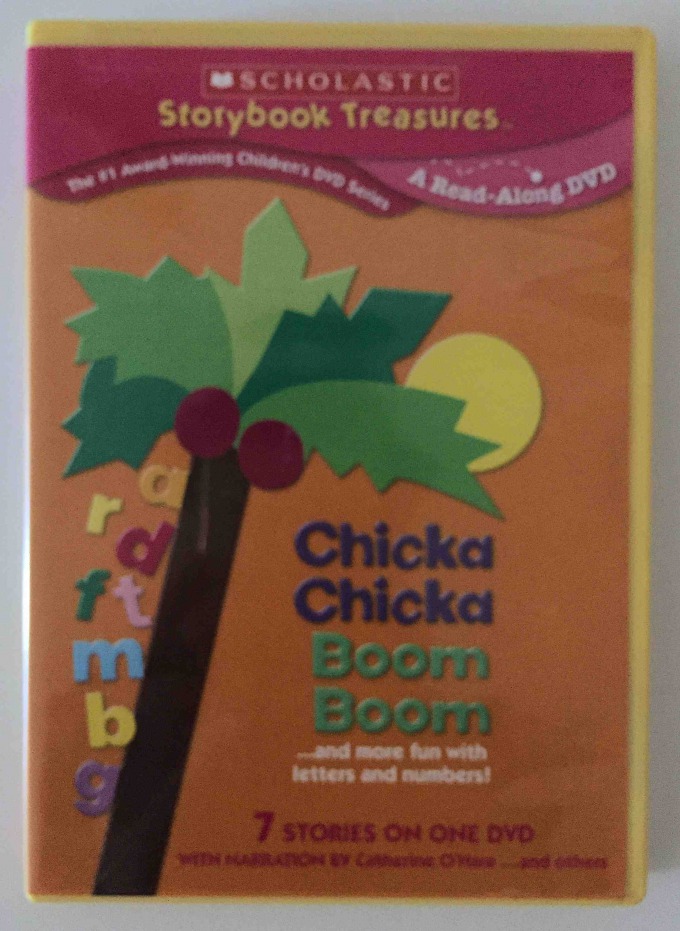 SCHOLASTIC
Storybook Treasures™
The #1 Award-Winning Children's DVD Series
A Read-Along DVD
a
r
d
f t
m
b
g
Chicka
Chicka
Boom
Boom
...and more fun with
letters and numbers!
7 STORIES ON ONE DVD
WITH NARRATION BY Catherine O'Hara ...and others